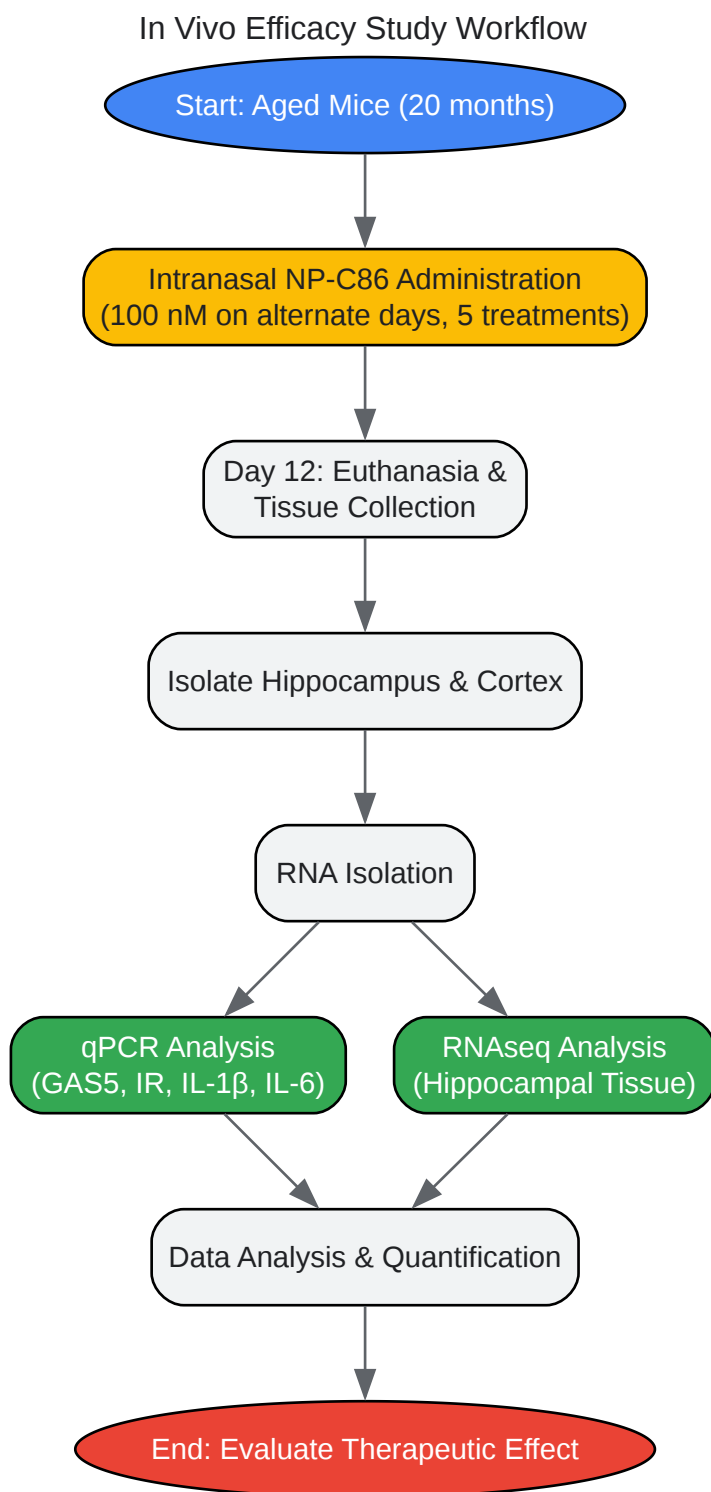 In Vivo Efficacy Study Workflow
Start: Aged Mice (20 months)
Intranasal NP-C86 Administration
(100 nM on alternate days, 5 treatments)
Day 12: Euthanasia &
Tissue Collection
Isolate Hippocampus & Cortex
RNA Isolation
qPCR Analysis
(GAS5, IR, IL-1β, IL-6)
RNAseq Analysis
(Hippocampal Tissue)
Data Analysis & Quantification
End: Evaluate Therapeutic Effect